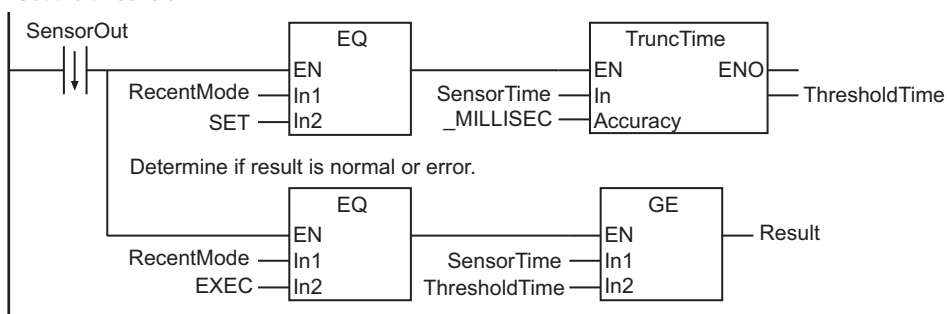 SensorOut
EQ
TruncTime
EN
EN ENO
RecentMode In1
SensorTime In
ThresholdTime
SET In2
_MILLISEC Accuracy
Determine if result is normal or error.
EQ
GE
EN
EN
Result
RecentMode In1
SensorTime In1
EXEC In2
ThresholdTime In2